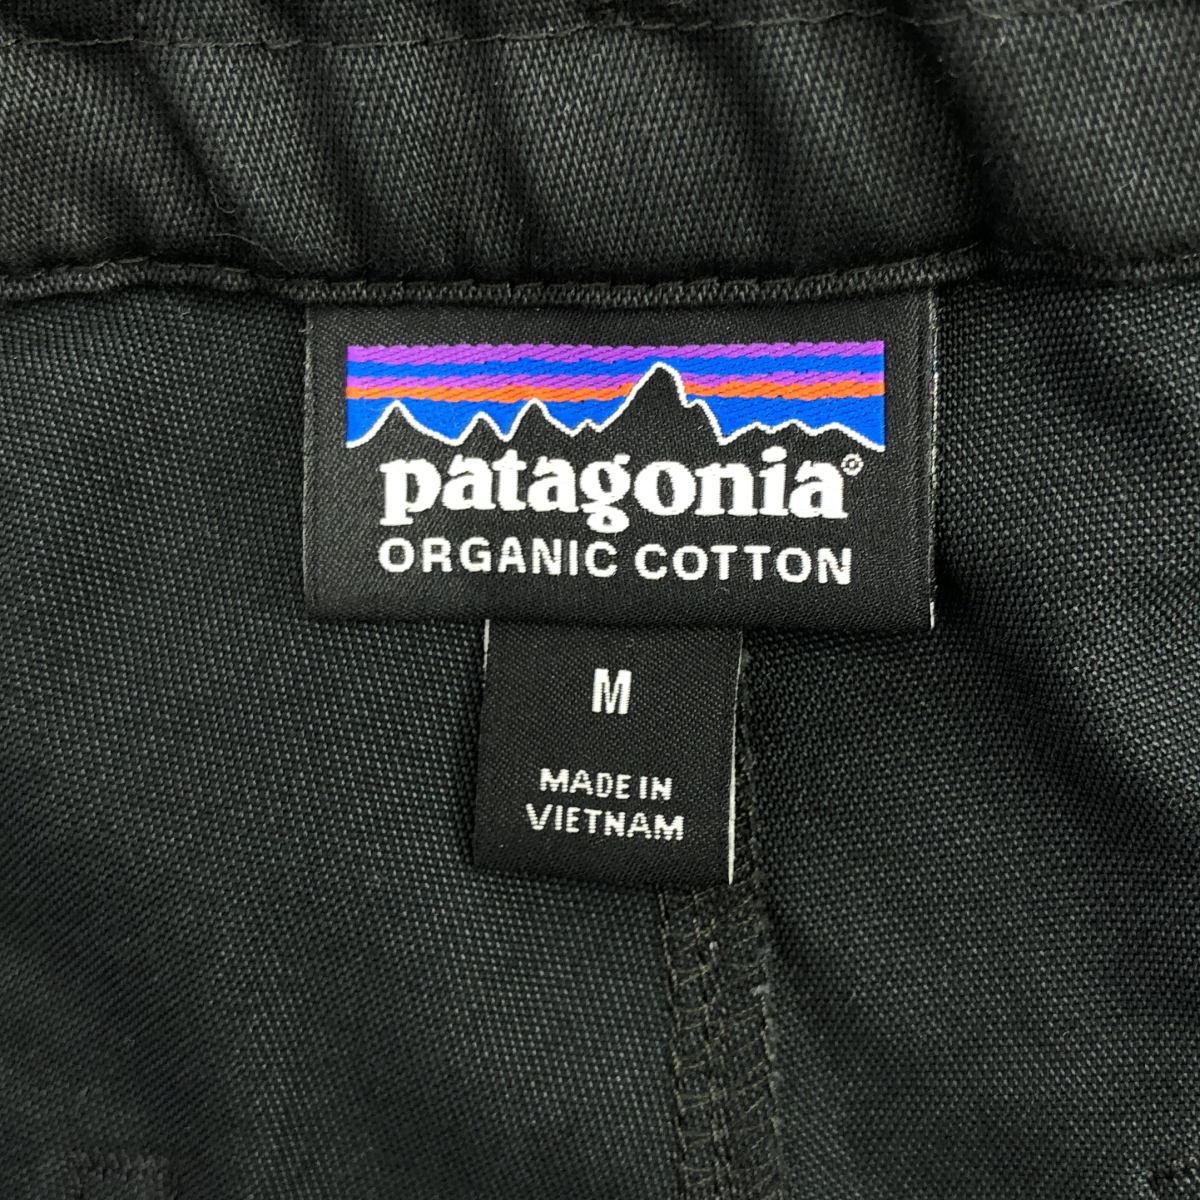 patagonia®
ORGANIC COTTON
M
MADE IN
VIETNAM